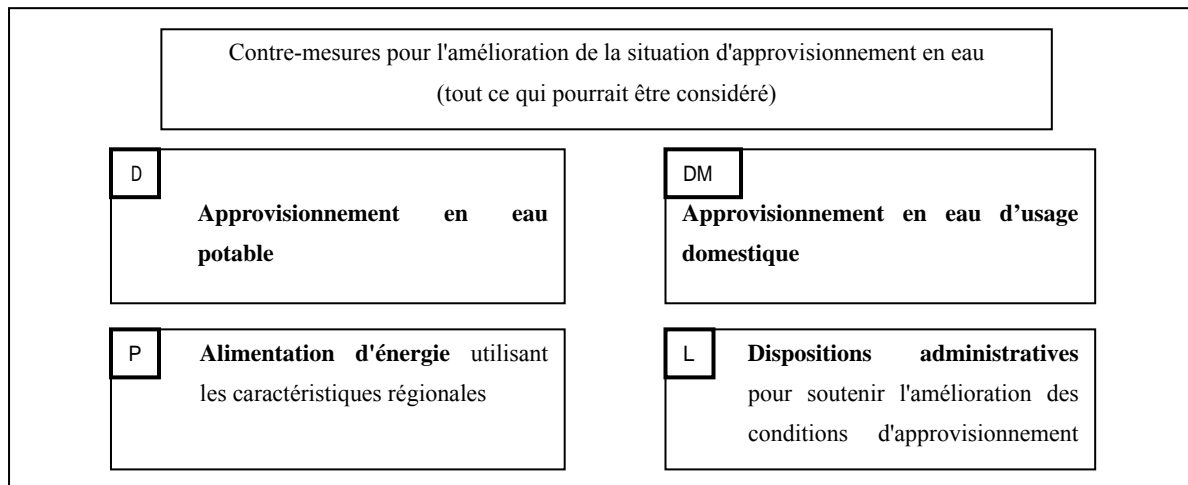 Contre-mesures pour l'amélioration de la situation d'approvisionnement en eau
(tout ce qui pourrait être considéré)
D
Approvisionnement en eau
potable
DM
Approvisionnement en eau d’usage
domestique
P
Alimentation d'énergie utilisant
les caractéristiques régionales
L
Dispositions administratives
pour soutenir l'amélioration des
conditions d'approvisionnement